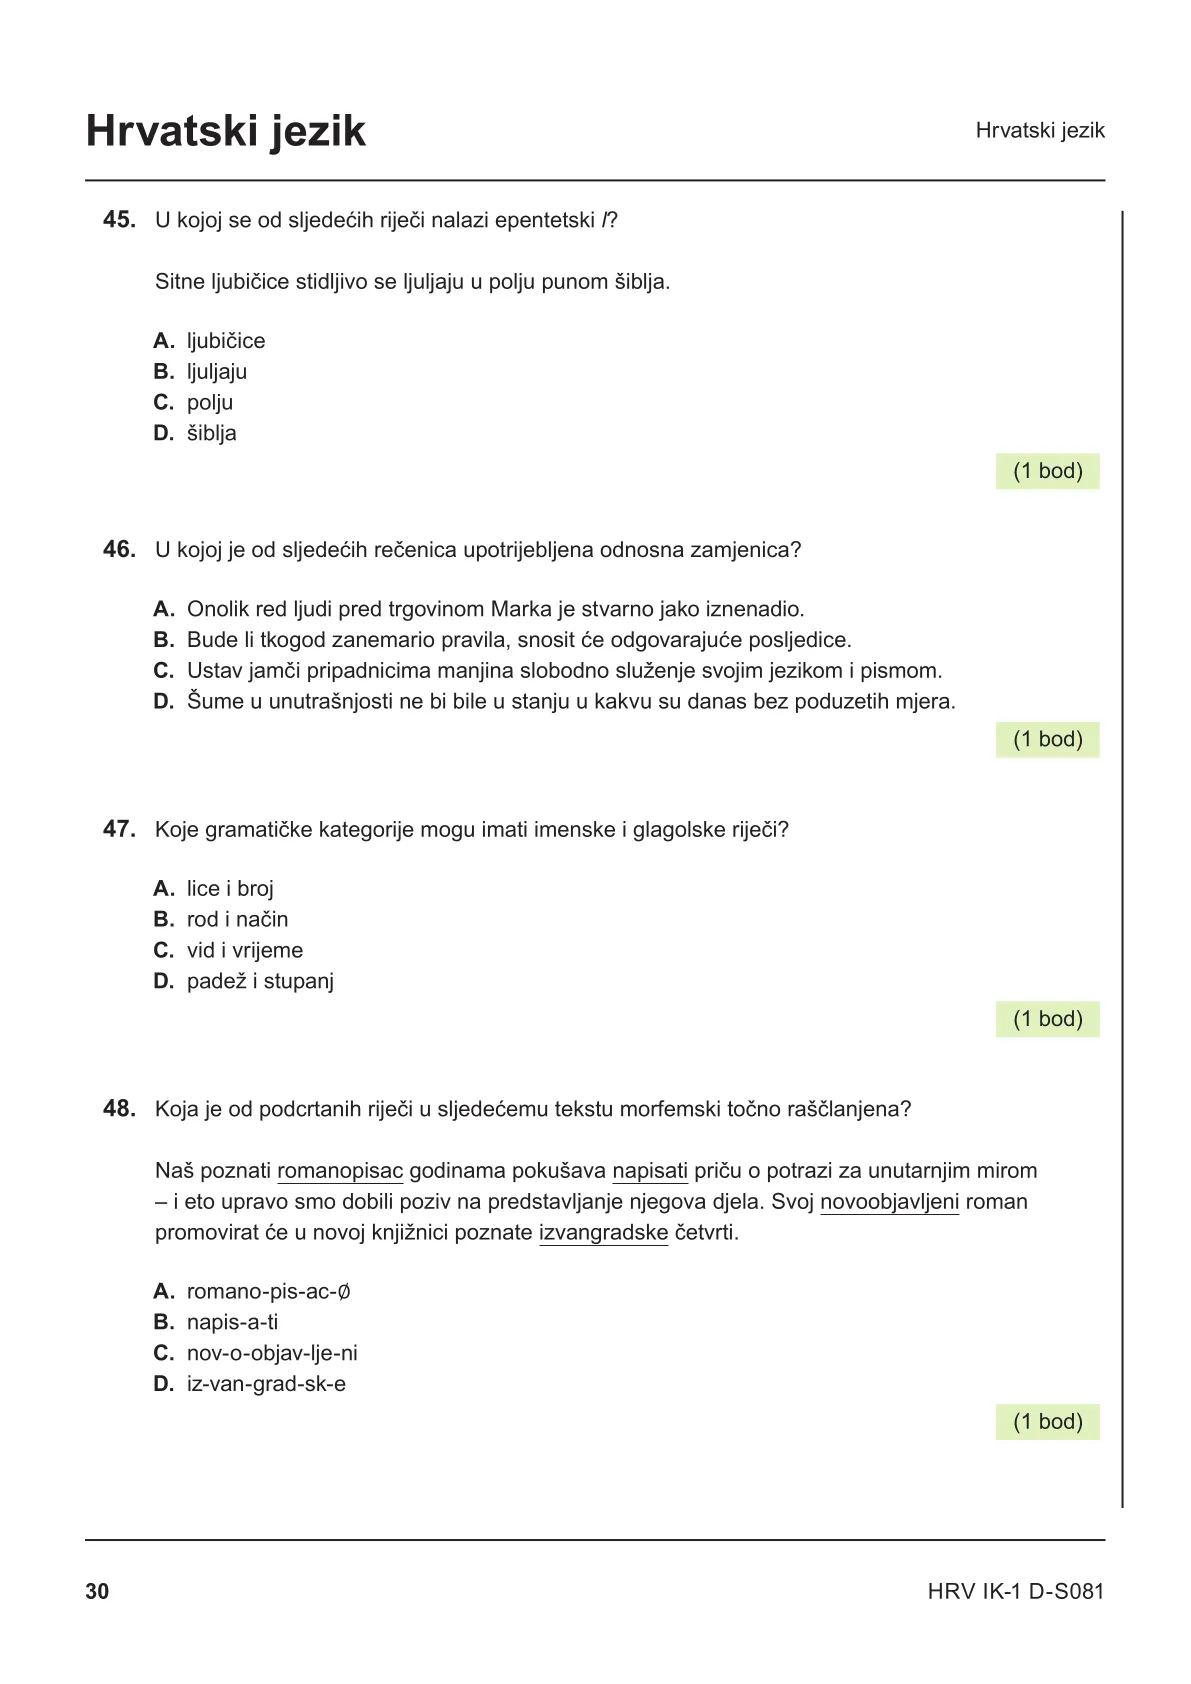 Hrvatski jezik
Hrvatski jezik
45. U kojoj se od sljedećih riječi nalazi epentetski l?
Sitne ljubičice stidljivo se ljuljaju u polju punom šiblja.
A. ljubičice
B. ljuljaju
C. polju
D. šiblja
(1 bod)
46. U kojoj je od sljedećih rečenica upotrijebljena odnosna zamjenica?
A. Onolik red ljudi pred trgovinom Marka je stvarno jako iznenadio.
B. Bude li tkogod zanemario pravila, snosit će odgovarajuće posljedice.
C. Ustav jamči pripadnicima manjina slobodno služenje svojim jezikom i pismom.
D. Šume u unutrašnjosti ne bi bile u stanju u kakvu su danas bez poduzetih mjera.
(1 bod)
47. Koje gramatičke kategorije mogu imati imenske i glagolske riječi?
A. lice i broj
B. rod i način
C. vid i vrijeme
D. padež i stupanj
(1 bod)
48. Koja je od podcrtanih riječi u sljedećemu tekstu morfemski točno raščlanjena?
Naš poznati romanopisac godinama pokušava napisati priču o potrazi za unutarnjim mirom
– i eto upravo smo dobili poziv na predstavljanje njegova djela. Svoj novoobjavljeni roman
promovirat će u novoj knjižnici poznate izvangradske četvrti.
A. romano-pis-ac-∅
B. napis-a-ti
C. nov-o-objav-lje-ni
D. iz-van-grad-sk-e
(1 bod)
30
HRV IK-1 D-S081